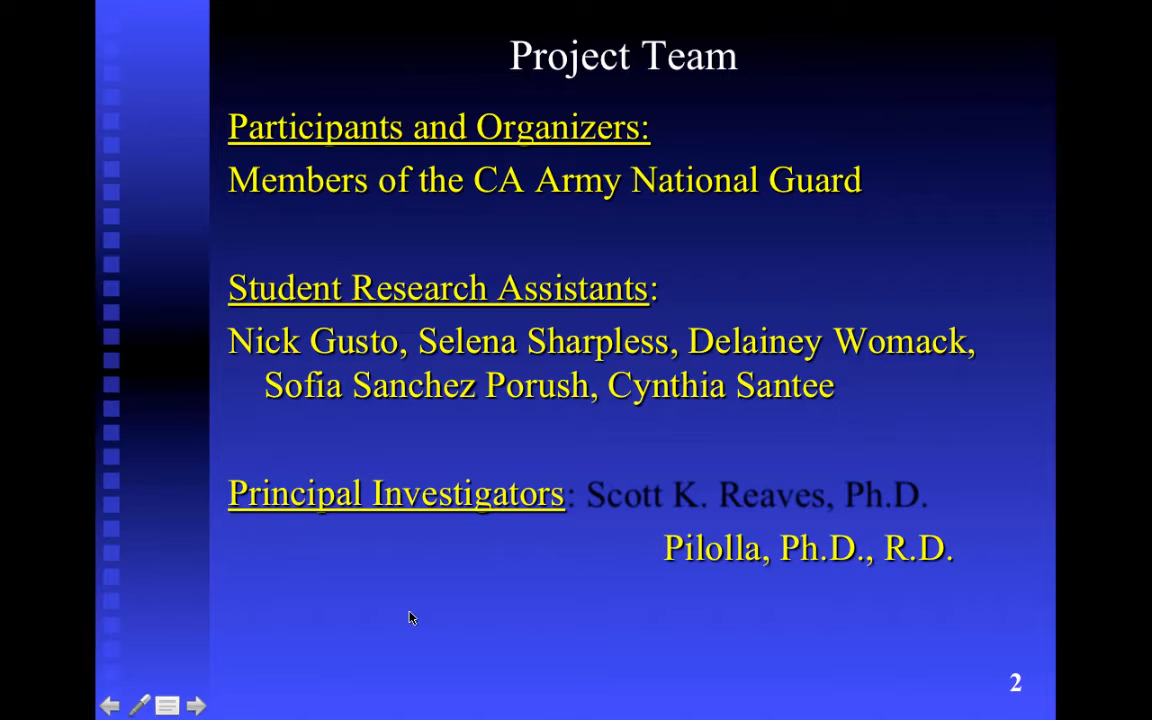 Project Team
Participants and Organizers:
Members of the CA Army National Guard
Student Research Assistants:
Nick Gusto, Selena Sharpless, Delainey Womack,
Sofia Sanchez Porush, Cynthia Santee
Principal Investigators: Scott K. Reaves, Ph.D.
Pilolla, Ph.D., R.D.
2